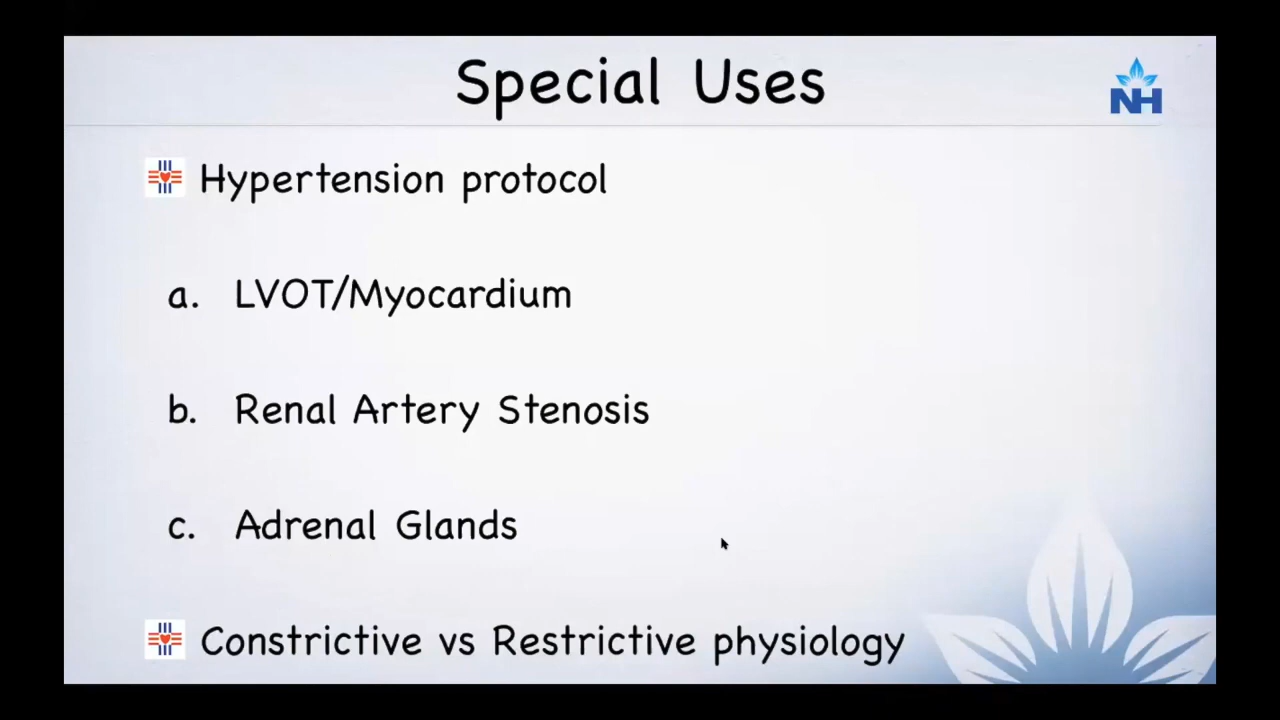 Special Uses
NH
Hypertension protocol
a. LVOT/Myocardium
b. Renal Artery Stenosis
c. Adrenal Glands
Constrictive vs Restrictive physiology